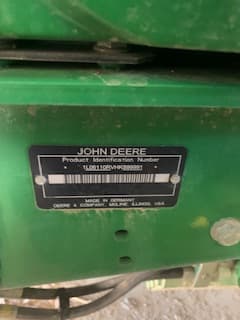 JOHN DEERE
Product Identification Number
MADE IN GERMANY
DEERE & COMPANY MOLINE ILLINOIS USA